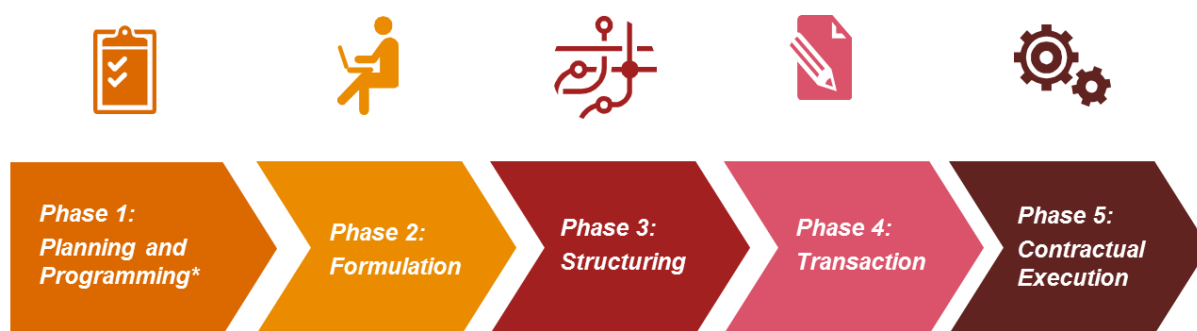 Phase 1:
Planning and
Programming*
Phase 2:
Formulation
Phase 3:
Structuring
Phase 4:
Transaction
Phase 5:
Contractual
Execution